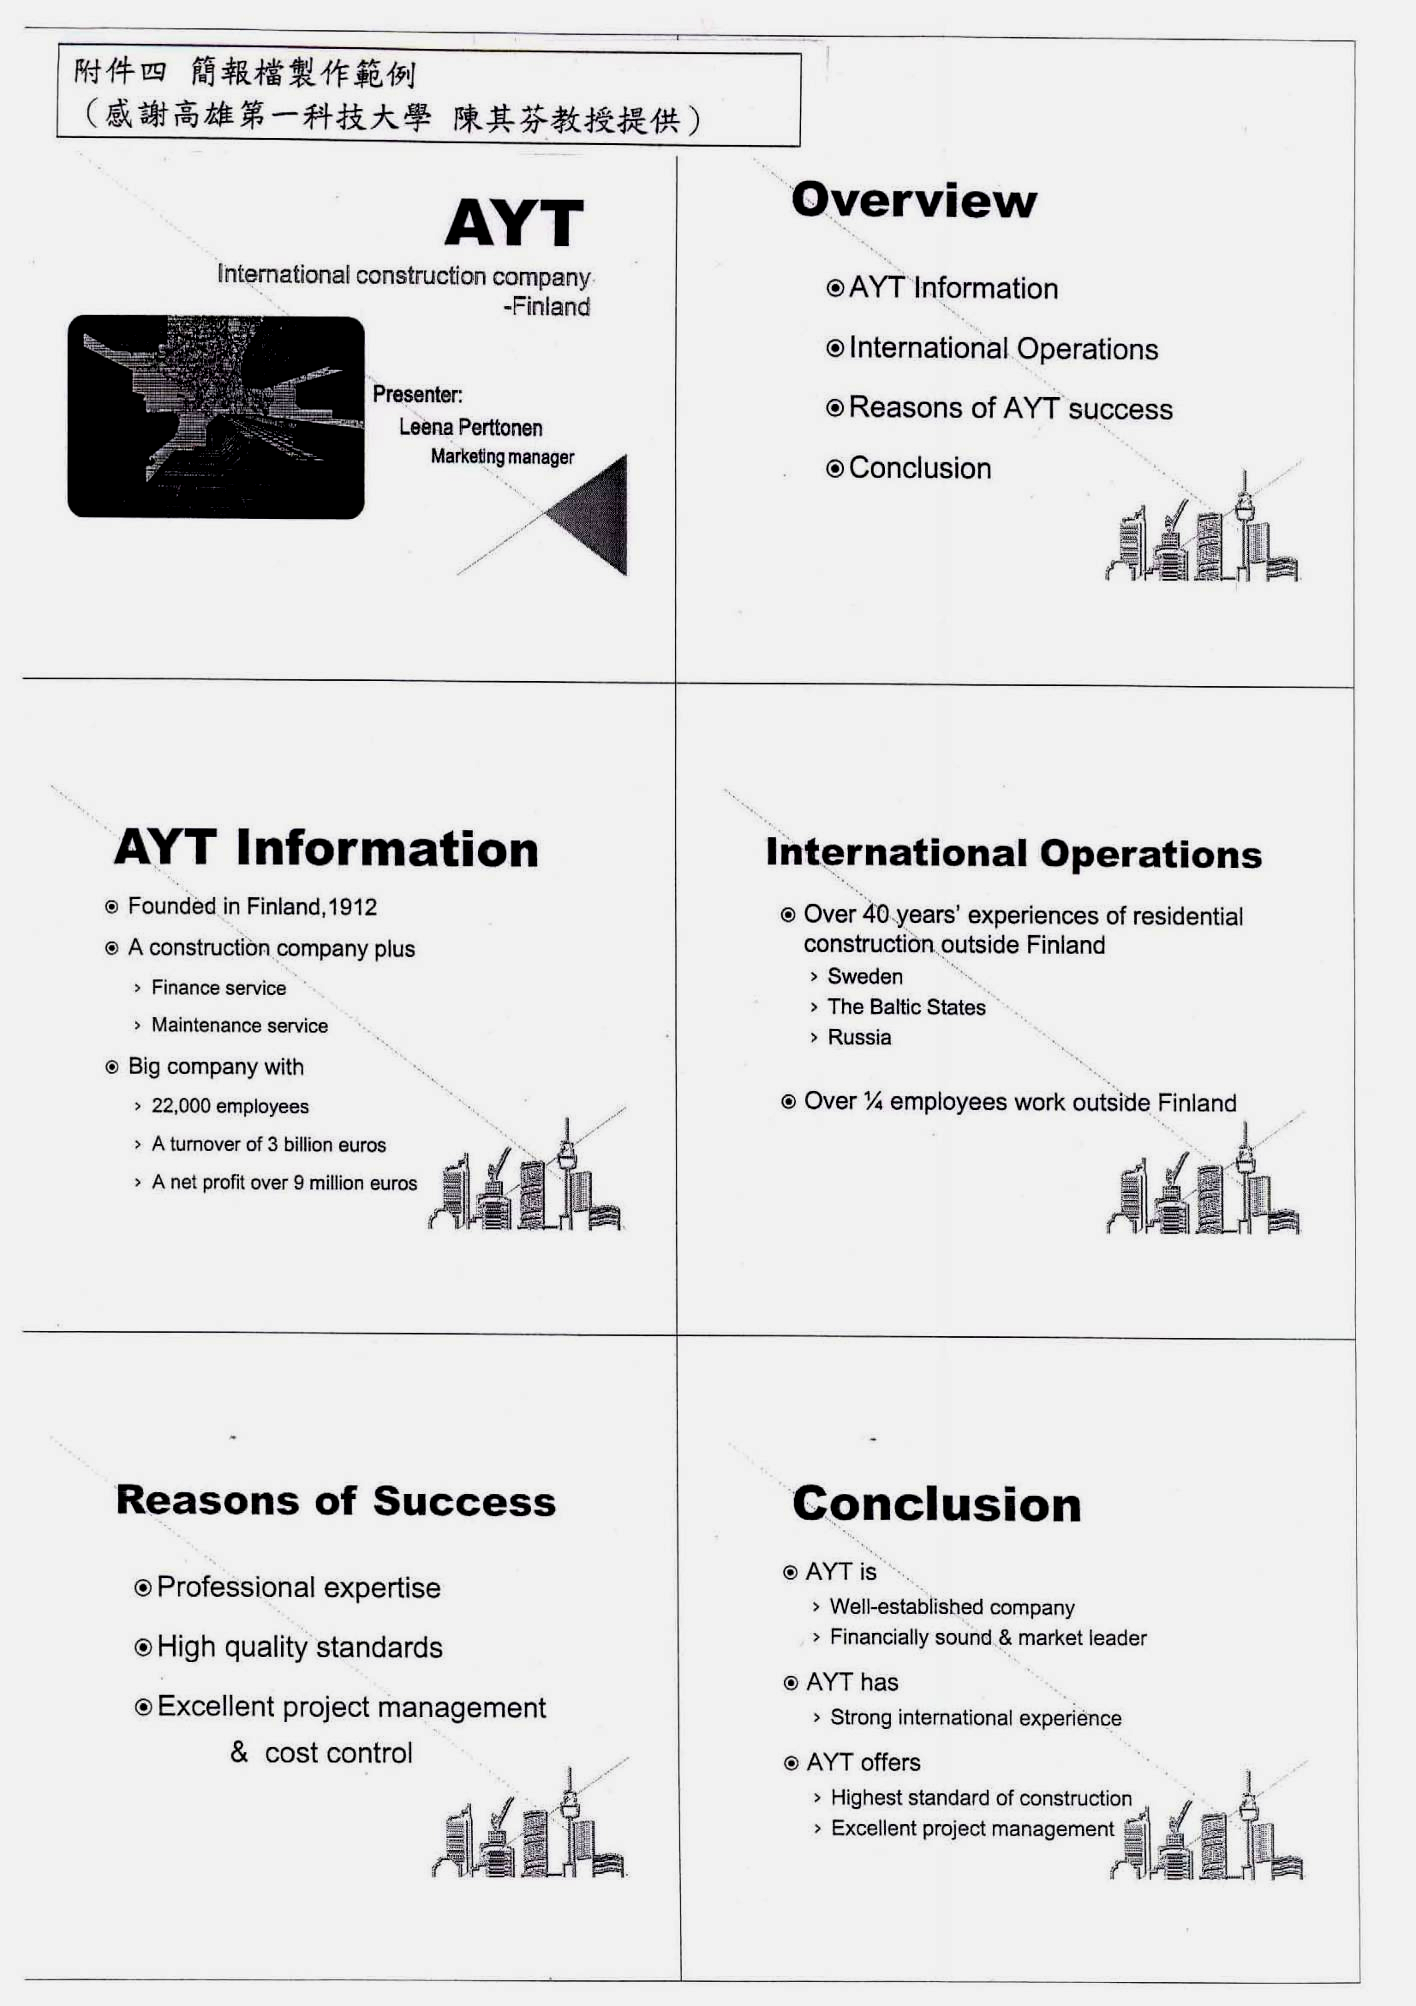 附件四 簡報檔製作範例
（感謝高雄第一科技大學 陳其芬教授提供）
AYT
International construction company
-Finland
Presenter:
Leena Perttonen
Marketing manager
Overview
AYT Information
International Operations
Reasons of AYT success
Conclusion
AYT Information
Founded in Finland,1912
A construction company plus
› Finance service
› Maintenance service
Big company with
› 22,000 employees
› A turnover of 3 billion euros
› A net profit over 9 million euros
International Operations
Over 40 years' experiences of residential
construction outside Finland
› Sweden
› The Baltic States
› Russia
Over ¼ employees work outside Finland
Reasons of Success
Professional expertise
High quality standards
Excellent project management
& cost control
Conclusion
AYT is
› Well-established company
› Financially sound & market leader
AYT has
› Strong international experience
AYT offers
› Highest standard of construction
› Excellent project management